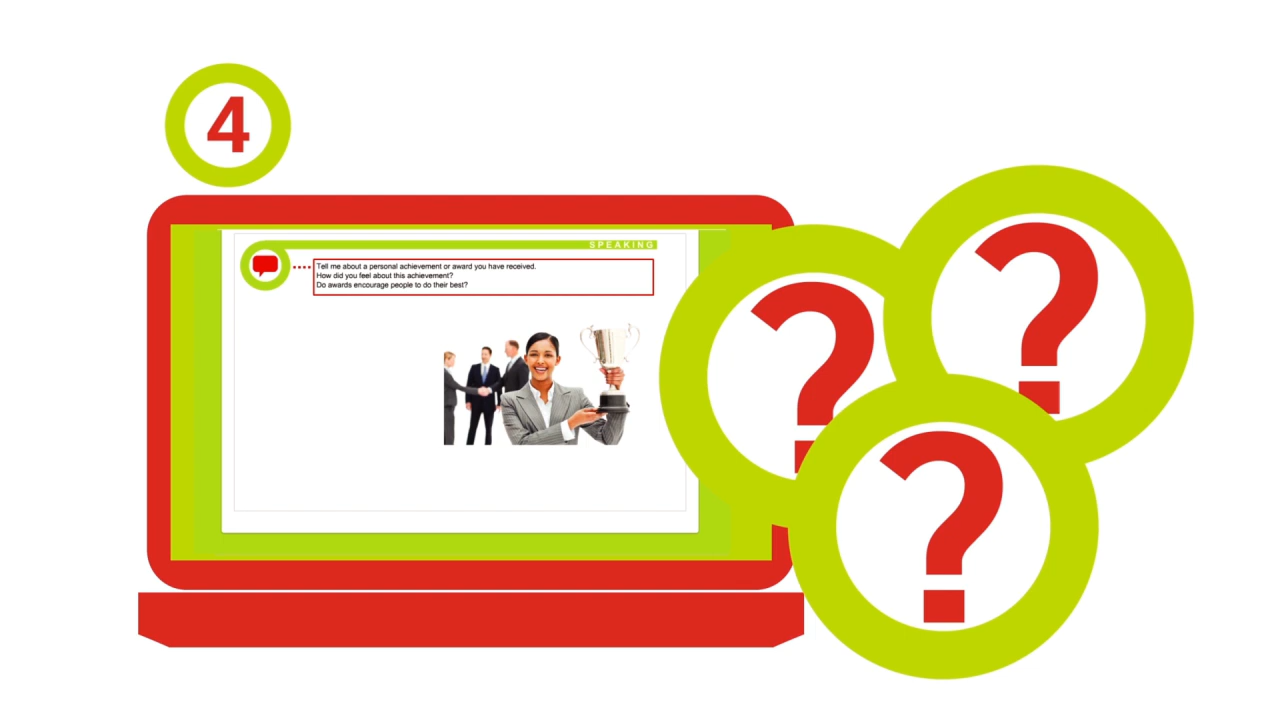 4
SPEAKING
Tell me about a personal achievement or award you have received.
How did you feel about this achievement?
Do awards encourage people to do their best?
?
?
?